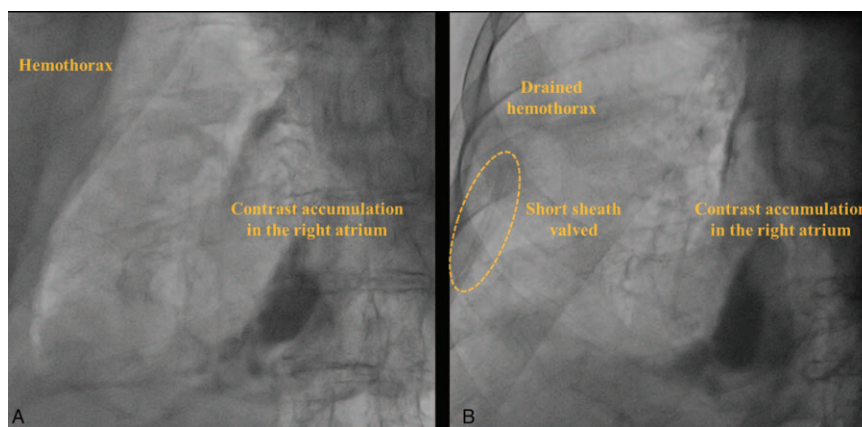 Hemothorax
Contrast accumulation
in the right atrium
A
Drained
hemothorax
Short sheath
valved
Contrast accumulation
in the right atrium
B